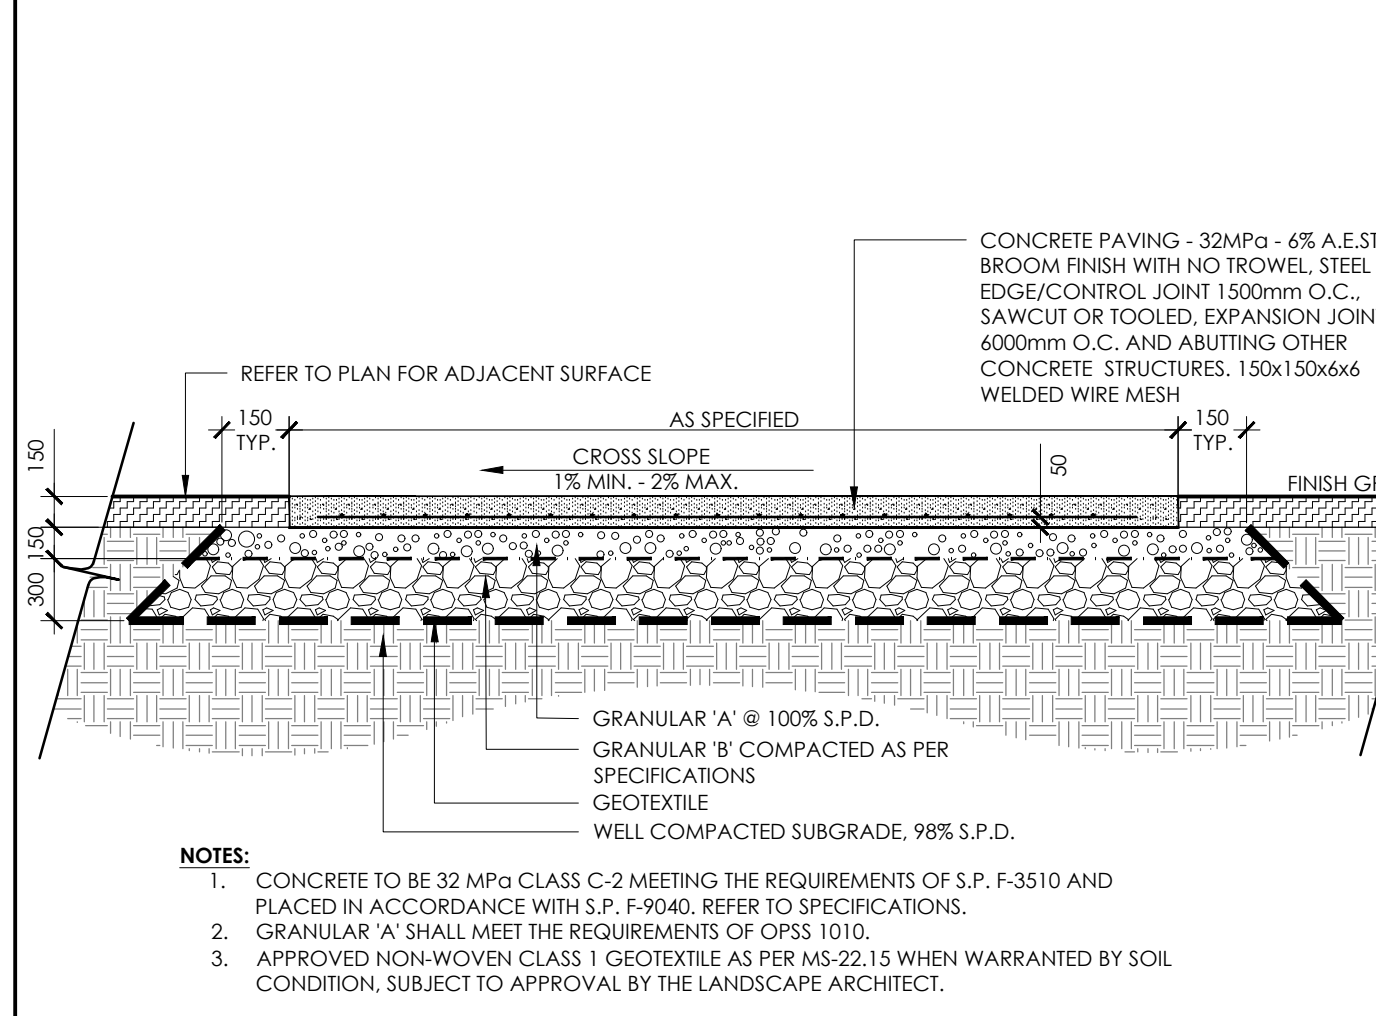 CONCRETE PAVING - 32MPa - 6% A.E.ST
BROOM FINISH WITH NO TROWEL, STEEL
EDGE/CONTROL JOINT 1500mm O.C.,
SAWCUT OR TOOLED, EXPANSION JOIN
6000mm O.C. AND ABUTTING OTHER
CONCRETE STRUCTURES. 150x150x6x6
WELDED WIRE MESH
REFER TO PLAN FOR ADJACENT SURFACE
150
TYP.
AS SPECIFIED
150
TYP.
CROSS SLOPE
1% MIN. - 2% MAX.
50
FINISH GR
150
150
300
GRANULAR 'A' @ 100% S.P.D.
GRANULAR 'B' COMPACTED AS PER
SPECIFICATIONS
GEOTEXTILE
WELL COMPACTED SUBGRADE, 98% S.P.D.
NOTES:
1. CONCRETE TO BE 32 MPa CLASS C-2 MEETING THE REQUIREMENTS OF S.P. F-3510 AND
PLACED IN ACCORDANCE WITH S.P. F-9040. REFER TO SPECIFICATIONS.
2. GRANULAR 'A' SHALL MEET THE REQUIREMENTS OF OPSS 1010.
3. APPROVED NON-WOVEN CLASS 1 GEOTEXTILE AS PER MS-22.15 WHEN WARRANTED BY SOIL
CONDITION, SUBJECT TO APPROVAL BY THE LANDSCAPE ARCHITECT.